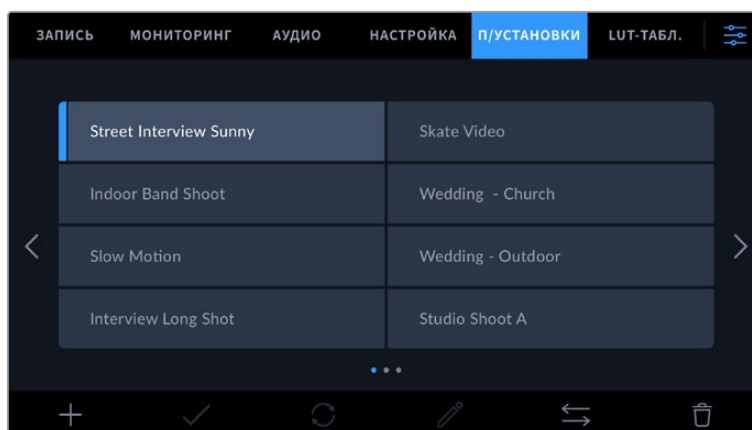 ЗАПИСЬ МОНИТОРИНГ АУДИО НАСТРОЙКА П/УСТАНОВКИ LUT-ТАБЛ.
Street Interview Sunny Skate Video
Indoor Band Shoot Wedding - Church
Slow Motion Wedding - Outdoor
Interview Long Shot Studio Shoot A